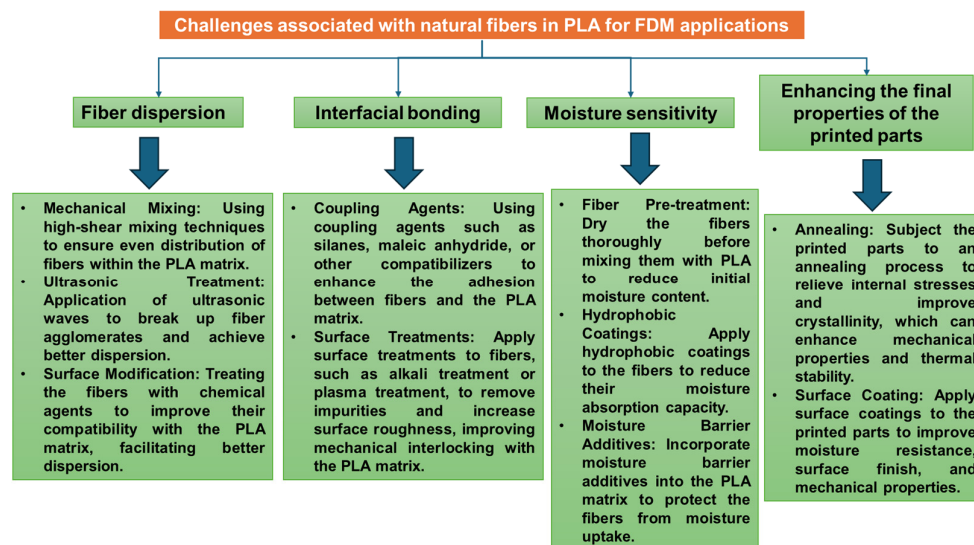 Challenges associated with natural fibers in PLA for FDM applications
Fiber dispersion
Interfacial bonding
Moisture sensitivity
Enhancing the final
properties of the
printed parts
• Mechanical Mixing: Using
high-shear mixing techniques
to ensure even distribution of
fibers within the PLA matrix.
• Ultrasonic Treatment:
Application of ultrasonic
waves to break up fiber
agglomerates and achieve
better dispersion.
• Surface Modification: Treating
the fibers with chemical
agents to improve their
compatibility with the PLA
matrix, facilitating better
dispersion.
• Coupling Agents: Using
coupling agents such as
silanes, maleic anhydride, or
other compatibilizers to
enhance the adhesion
between fibers and the PLA
matrix.
• Surface Treatments: Apply
surface treatments to fibers,
such as alkali treatment or
plasma treatment, to remove
impurities and increase
surface roughness, improving
mechanical interlocking with
the PLA matrix.
• Fiber Pre-treatment:
Dry the fibers
thoroughly before
mixing them with PLA
to reduce initial
moisture content.
• Hydrophobic
Coatings: Apply
hydrophobic coatings
to the fibers to reduce
their moisture
absorption capacity.
• Moisture Barrier
Additives: Incorporate
moisture barrier
additives into the PLA
matrix to protect the
fibers from moisture
uptake.
• Annealing: Subject the
printed parts to an
annealing process to
relieve internal stresses
and improve
crystallinity, which can
enhance mechanical
properties and thermal
stability.
• Surface Coating: Apply
surface coatings to the
printed parts to improve
moisture resistance,
surface finish, and
mechanical properties.